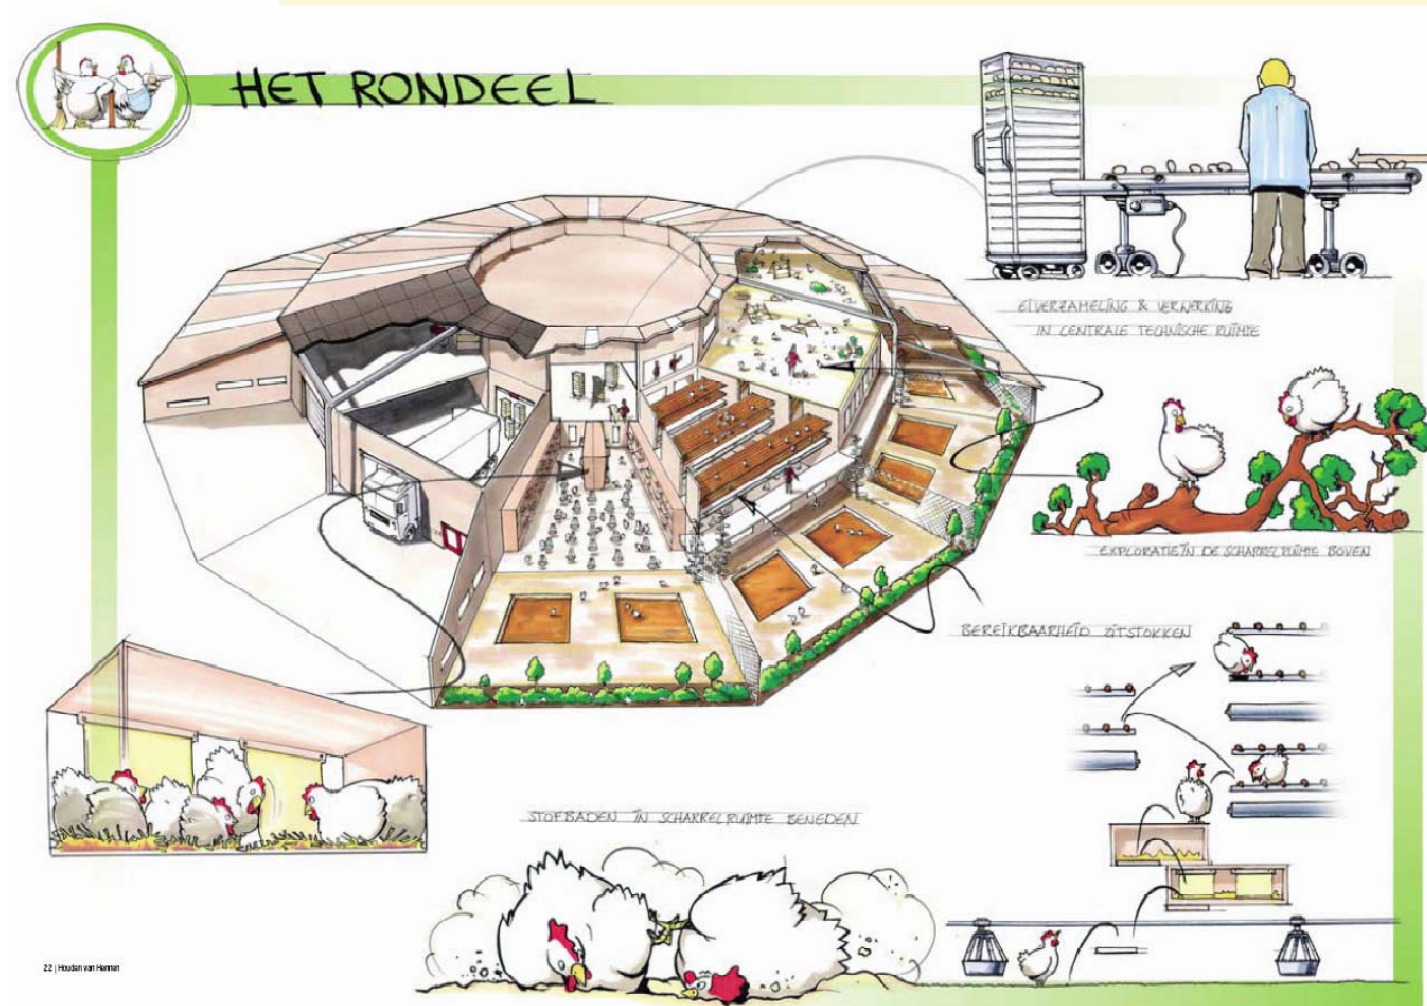 HET RONDEEL
EIVERZAMELING & VERWERKING
IN CENTRALE TECHNISCHE RUIMTE
EXPLORATIE IN DE SCHARRELRUIMTE BOVEN
BEREIKBAARHEID ZITSTOKKEN
STOFBADEN IN SCHARRELRUIMTE BENEDEN
22 | Houden van Hennen